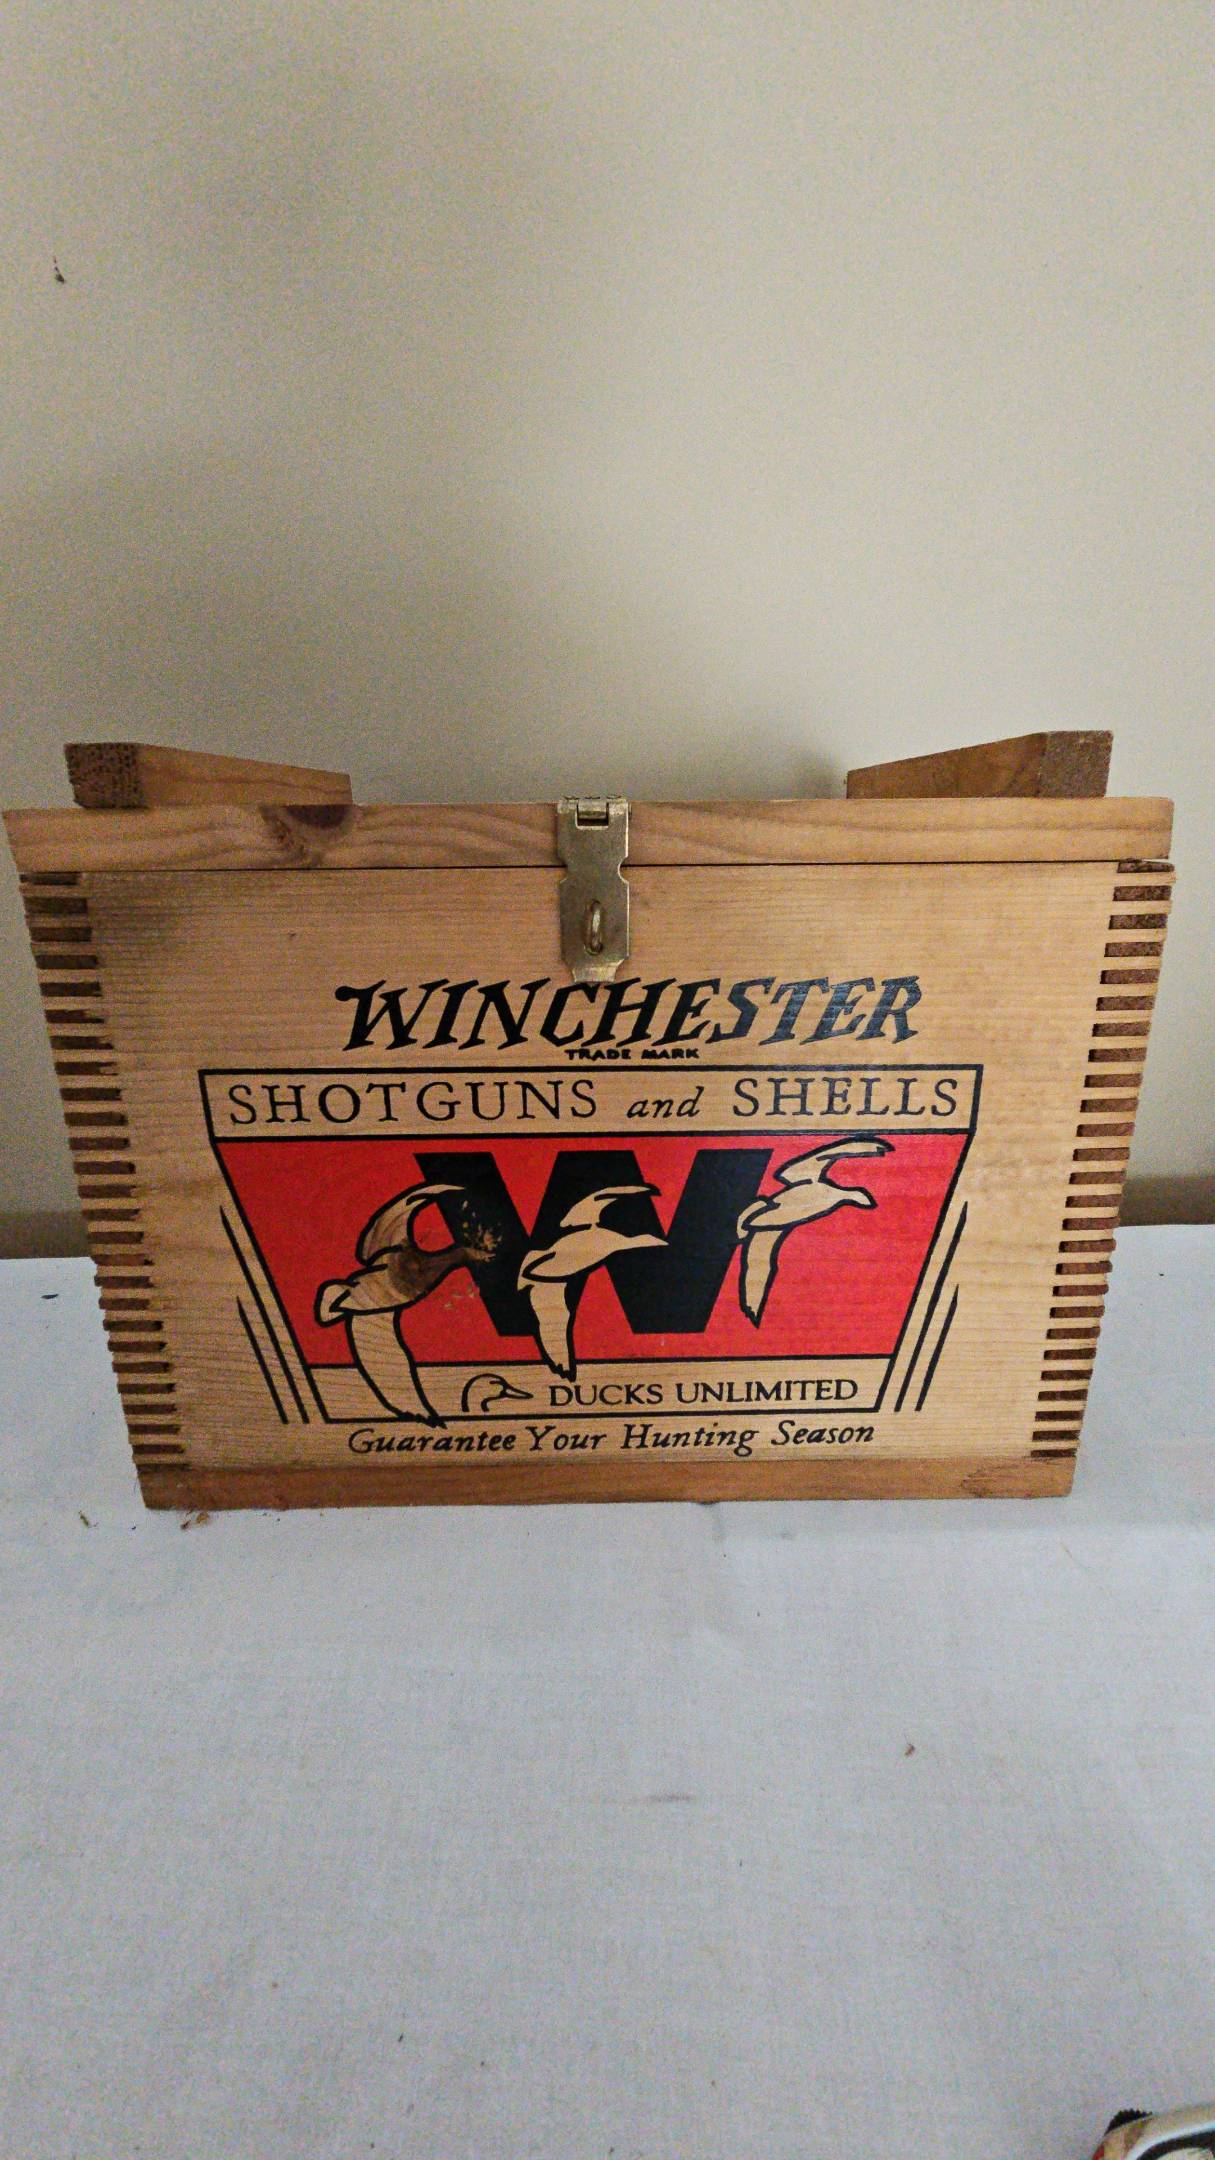 WINCHESTER
TRADE MARK
SHOTGUNS and SHELLS
W
DUCKS UNLIMITED
Guarantee Your Hunting Season